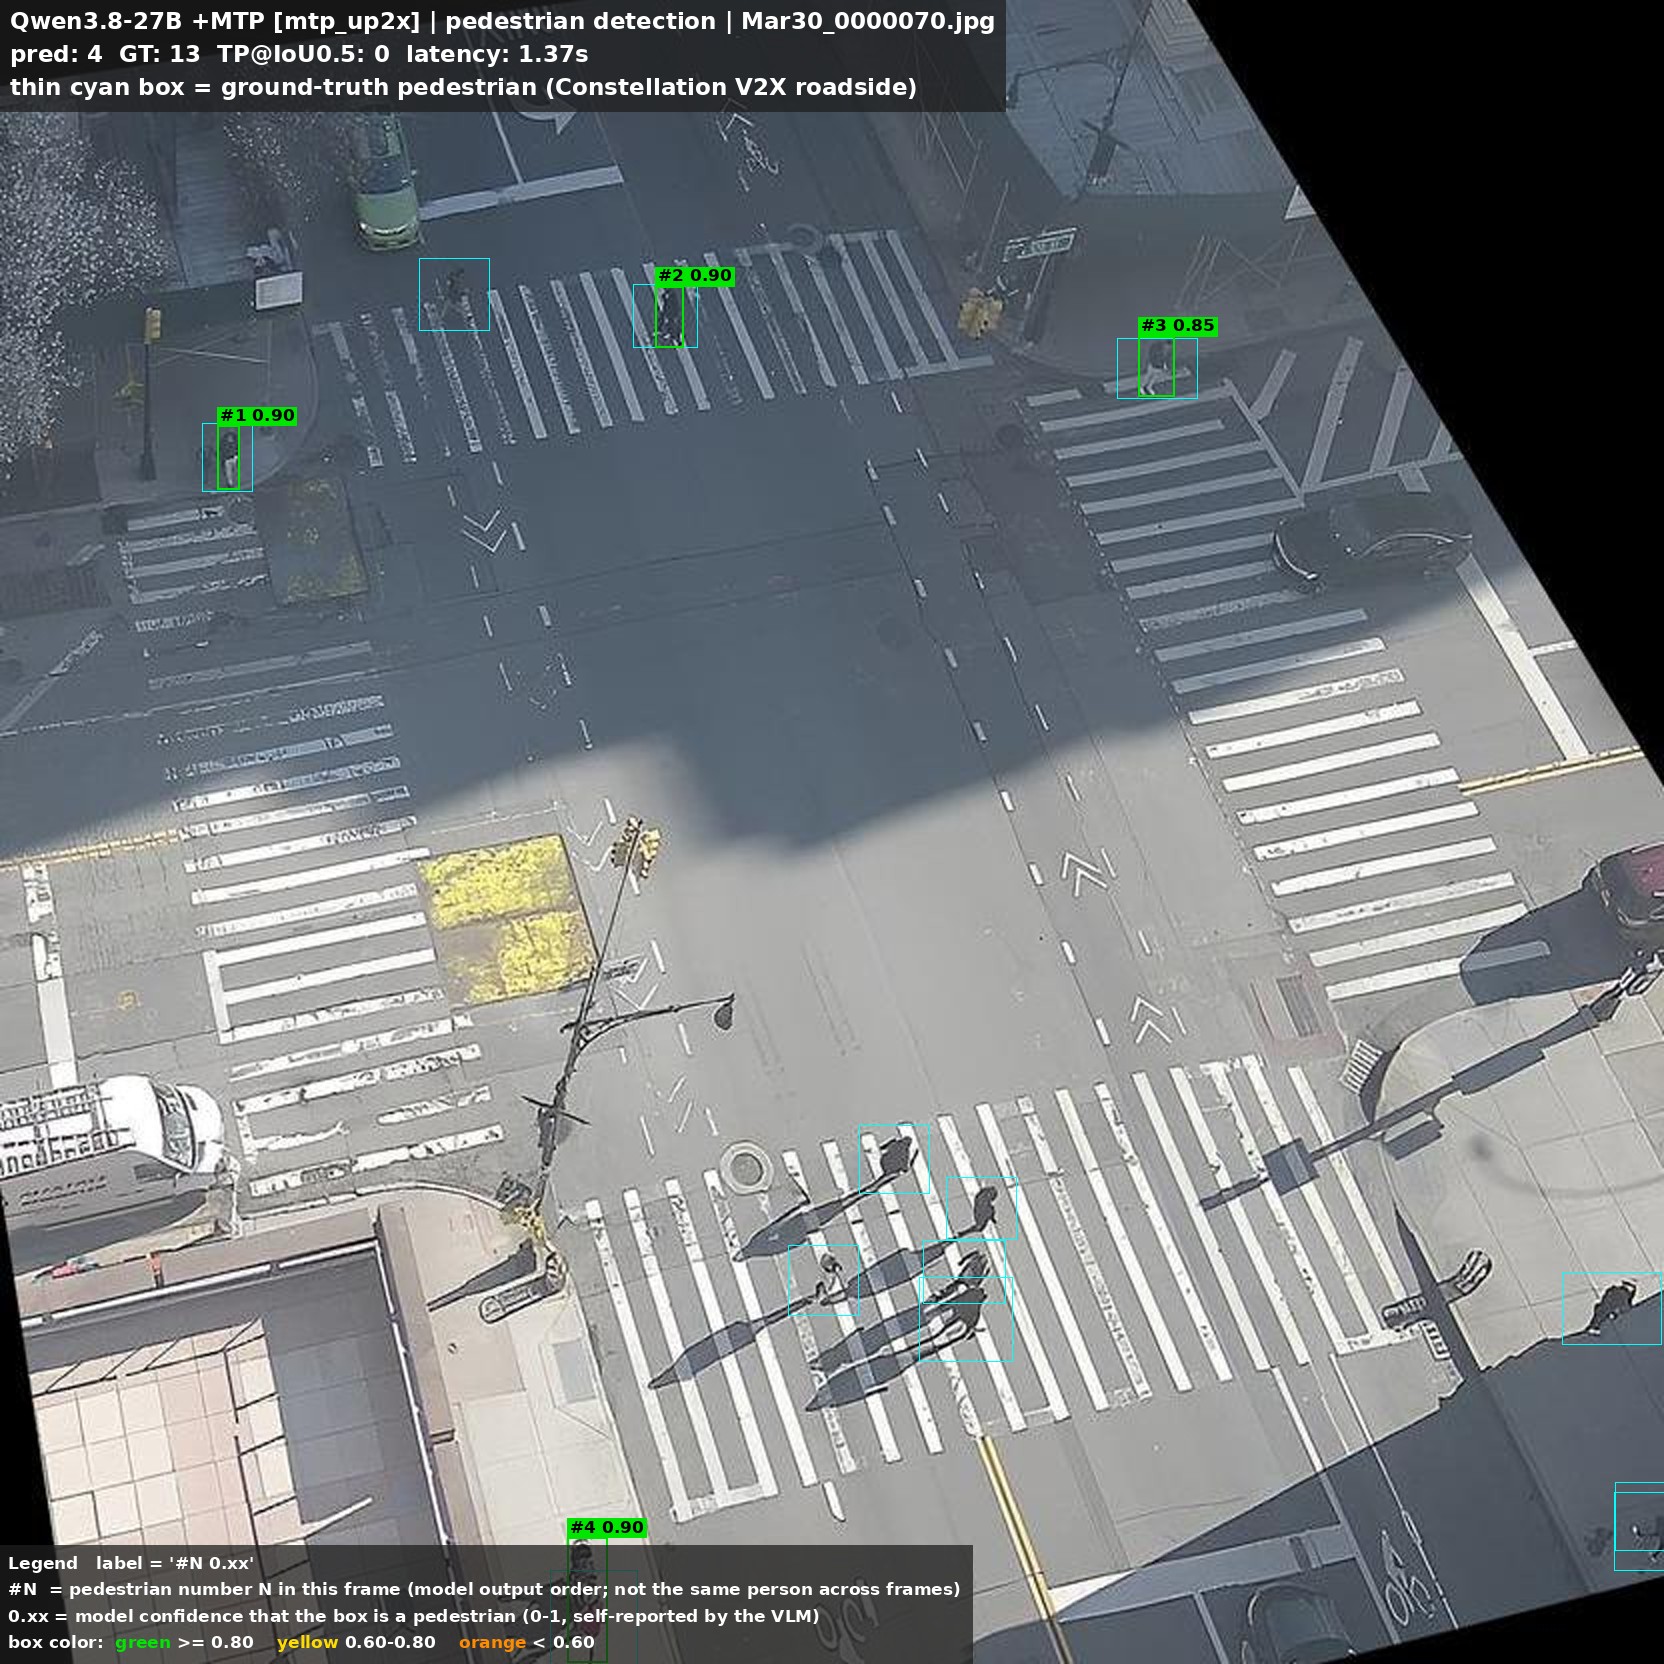 Qwen3.8-27B +MTP [mtp_up2x] | pedestrian detection | Mar30_0000070.jpg
pred: 4  GT: 13  TP@IoU0.5: 0  latency: 1.37s
thin cyan box = ground-truth pedestrian (Constellation V2X roadside)
#2 0.90
#3 0.85
#1 0.90
#4 0.90
Legend   label = '#N 0.xx'
#N  = pedestrian number N in this frame (model output order; not the same person across frames)
0.xx = model confidence that the box is a pedestrian (0-1, self-reported by the VLM)
box color:  green >= 0.80    yellow 0.60-0.80    orange < 0.60